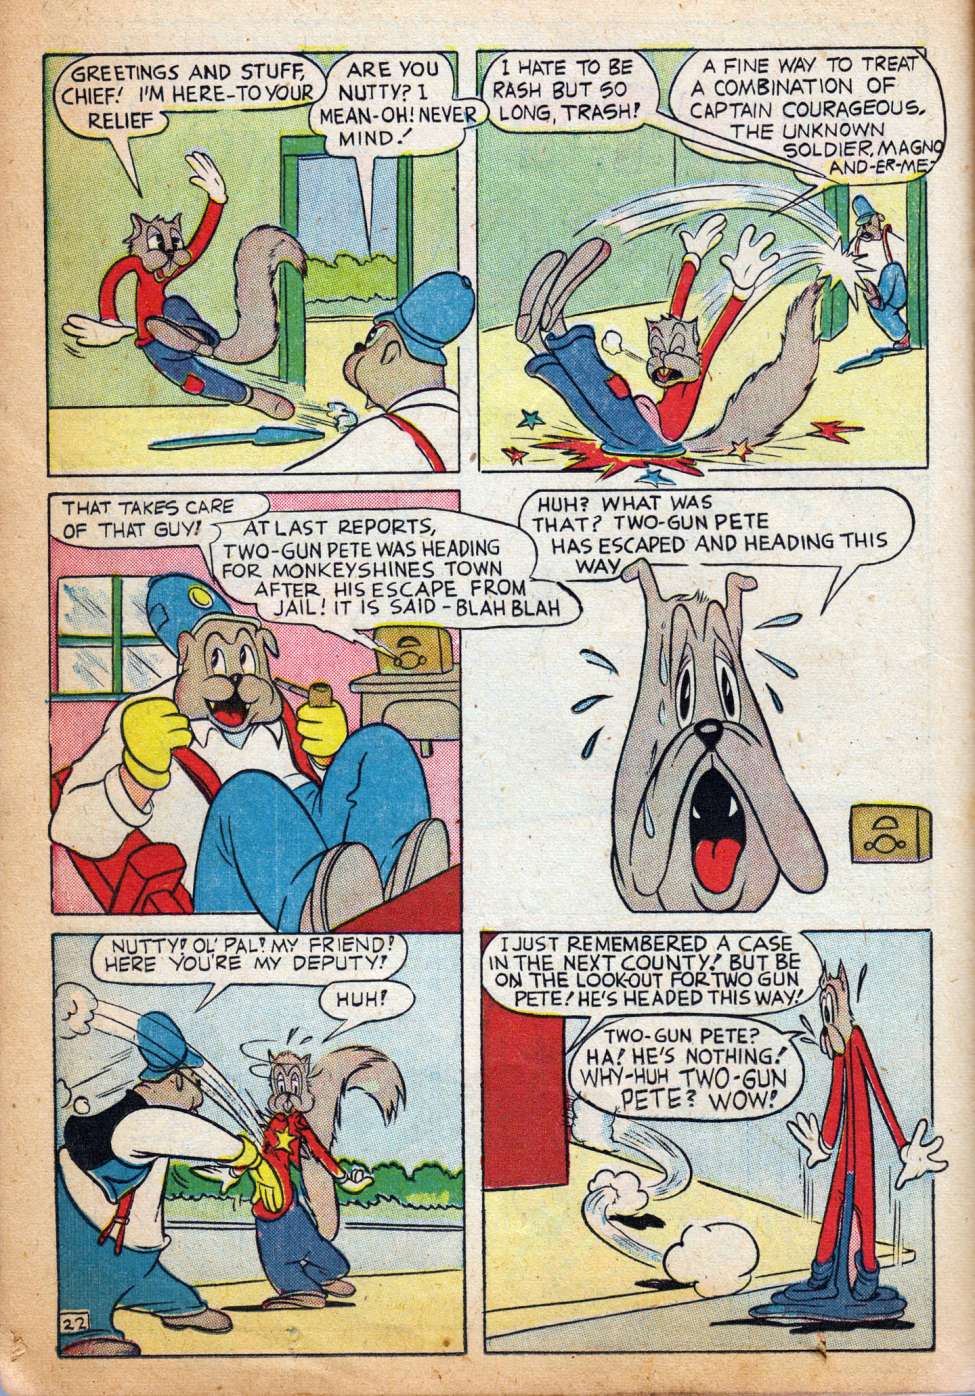 GREETINGS AND STUFF,
CHIEF! I'M HERE-TO YOUR
RELIEF
ARE YOU
NUTTY? I
MEAN-OH! NEVER
MIND!
I HATE TO BE
RASH BUT SO
LONG, TRASH!
A FINE WAY TO TREAT
A COMBINATION OF
CAPTAIN COURAGEOUS,
THE UNKNOWN
SOLDIER, MAGNO
AND-ER-ME-
THAT TAKES CARE
OF THAT GUY!
AT LAST REPORTS,
TWO-GUN PETE WAS HEADING
FOR MONKEYSHINES TOWN
AFTER HIS ESCAPE FROM
JAIL! IT IS SAID - BLAH BLAH
HUH? WHAT WAS
THAT? TWO-GUN PETE
HAS ESCAPED AND HEADING THIS
WAY
NUTTY! OL' PAL! MY FRIEND!
HERE YOU'RE MY DEPUTY!
HUH!
I JUST REMEMBERED A CASE
IN THE NEXT COUNTY! BUT BE
ON THE LOOK-OUT FOR TWO GUN
PETE! HE'S HEADED THIS WAY!
TWO-GUN PETE?
HA! HE'S NOTHING!
WHY-HUH TWO-GUN
PETE? WOW!
22